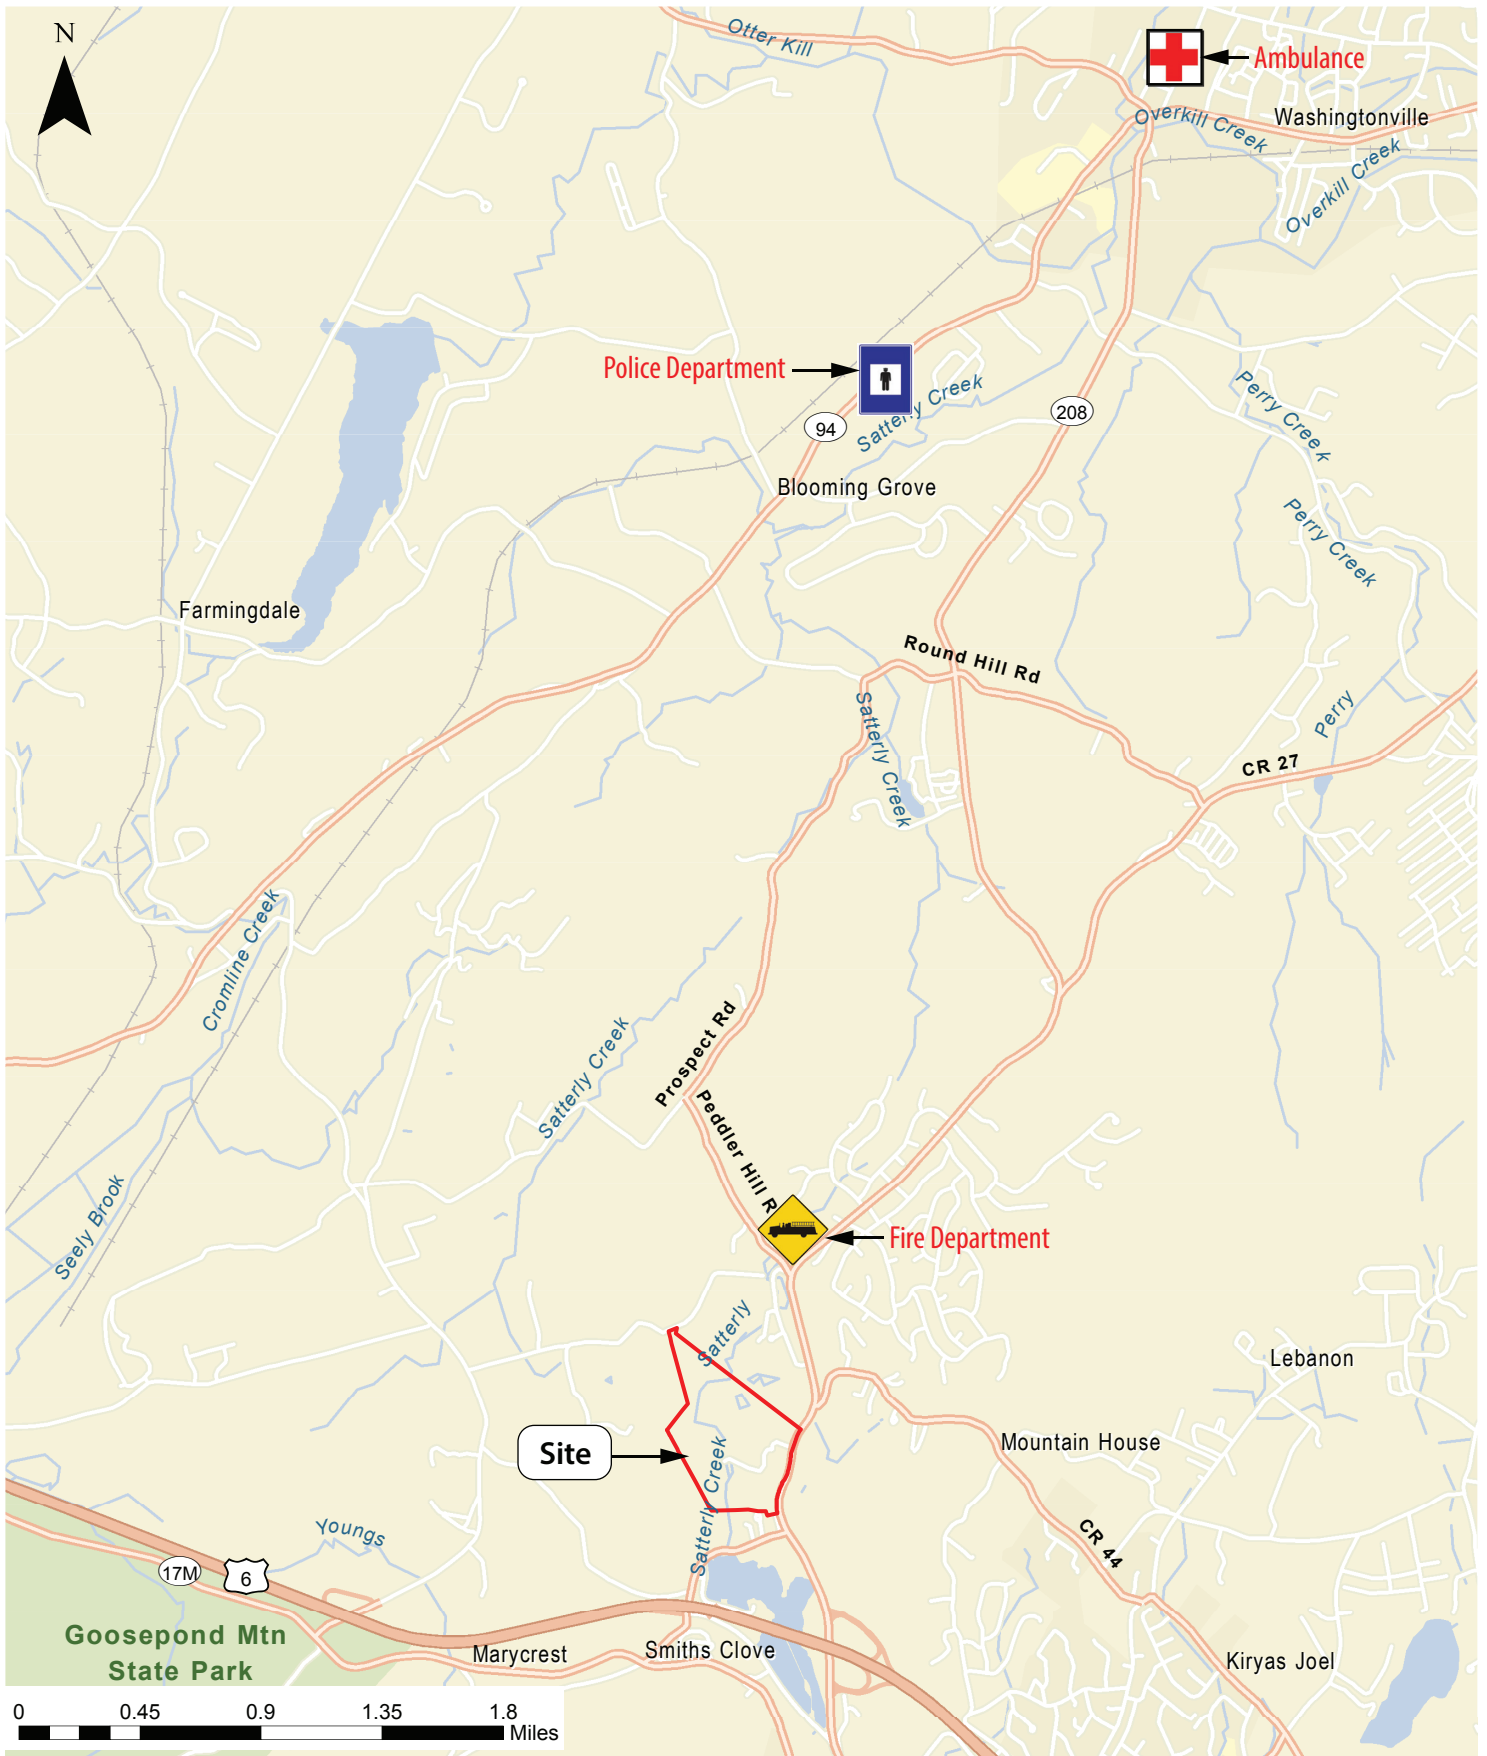 N
Otter Kill
Ambulance
Overkill Creek
Washingtonville
Overkill Creek
Police Department
Satterly Creek
94
208
Perry Creek
Blooming Grove
Perry Creek
Farmingdale
Round Hill Rd
Satterly Creek
Perry
CR 27
Cromline Creek
Prospect Rd
Satterly Creek
Peddler Hill R
Seely Brook
Fire Department
Satterly
Lebanon
Site
Mountain House
Satterly Creek
Youngs
CR 44
17M
6
Goosepond Mtn
State Park
Marycrest
Smiths Clove
Kiryas Joel
0 0.45 0.9 1.35 1.8
Miles